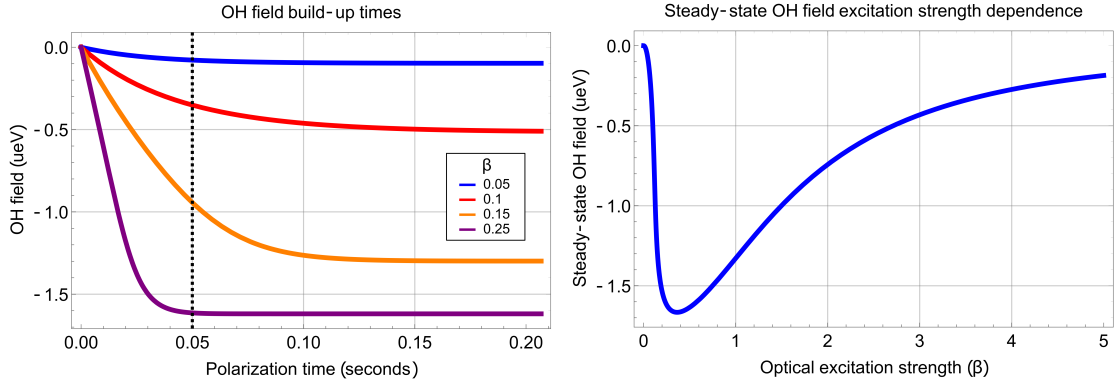 OH field build-up times
OH field (ueV)
0.0
-0.5
-1.0
-1.5
β
0.05
0.1
0.15
0.25
0.00 0.05 0.10 0.15 0.20
Polarization time (seconds)
Steady-state OH field excitation strength dependence
Steady-state OH field (ueV)
0.0
-0.5
-1.0
-1.5
0 1 2 3 4 5
Optical excitation strength (β)